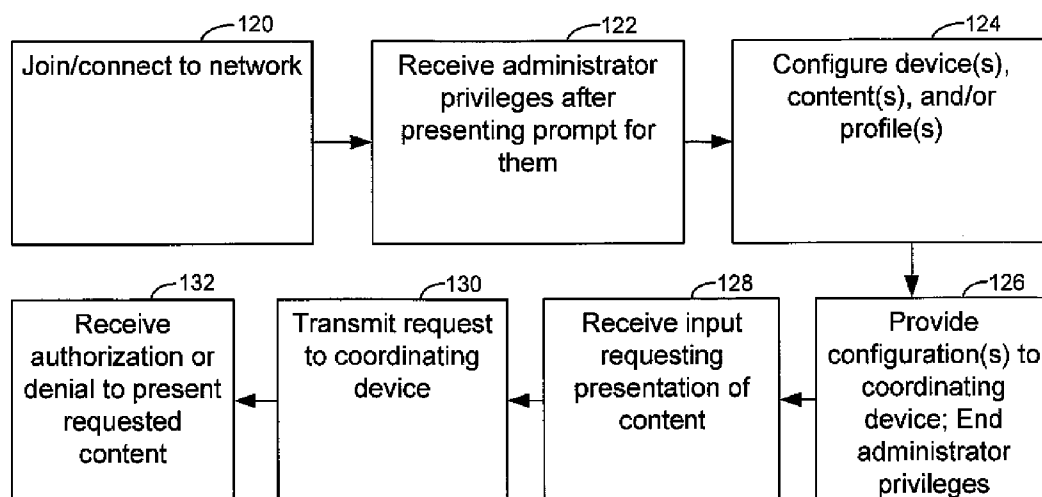 120
Join/connect to network
122
Receive administrator
privileges after
presenting prompt for
them
124
Configure device(s),
content(s), and/or
profile(s)
126
Provide
configuration(s) to
coordinating
device; End
administrator
privileges
128
Receive input
requesting
presentation of
content
130
Transmit request
to coordinating
device
132
Receive
authorization or
denial to present
requested
content